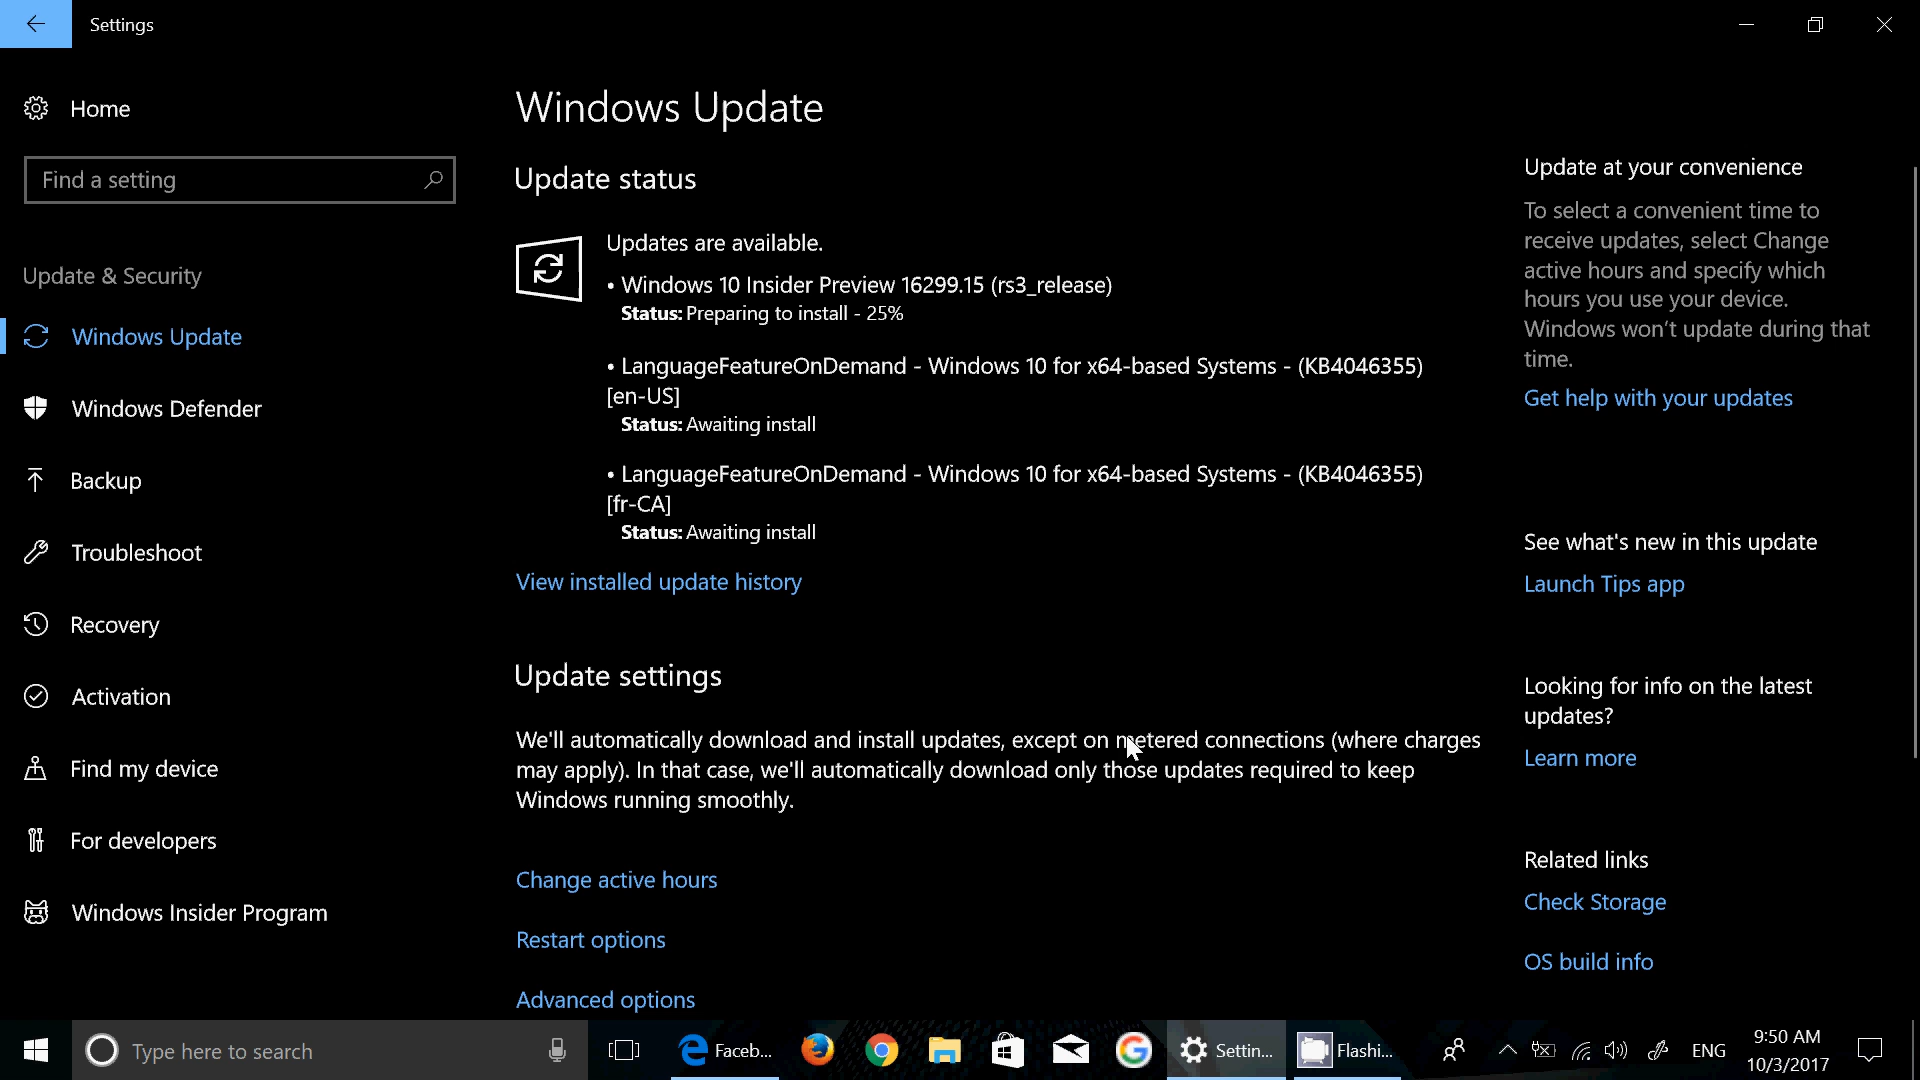 Settings
Home
Find a setting
Update & Security
Windows Update
Windows Defender
Backup
Troubleshoot
Recovery
Activation
Find my device
For developers
Windows Insider Program
Windows Update
Update status
Updates are available.
• Windows 10 Insider Preview 16299.15 (rs3_release)
Status: Preparing to install - 25%
• LanguageFeatureOnDemand - Windows 10 for x64-based Systems - (KB4046355)
[en-US]
Status: Awaiting install
• LanguageFeatureOnDemand - Windows 10 for x64-based Systems - (KB4046355)
[fr-CA]
Status: Awaiting install
View installed update history
Update settings
We'll automatically download and install updates, except on metered connections (where charges
may apply). In that case, we'll automatically download only those updates required to keep
Windows running smoothly.
Change active hours
Restart options
Advanced options
Update at your convenience
To select a convenient time to
receive updates, select Change
active hours and specify which
hours you use your device.
Windows won't update during that
time.
Get help with your updates
See what's new in this update
Launch Tips app
Looking for info on the latest
updates?
Learn more
Related links
Check Storage
OS build info
Type here to search
Faceb...
Settin...
Flashi...
ENG
9:50 AM
10/3/2017